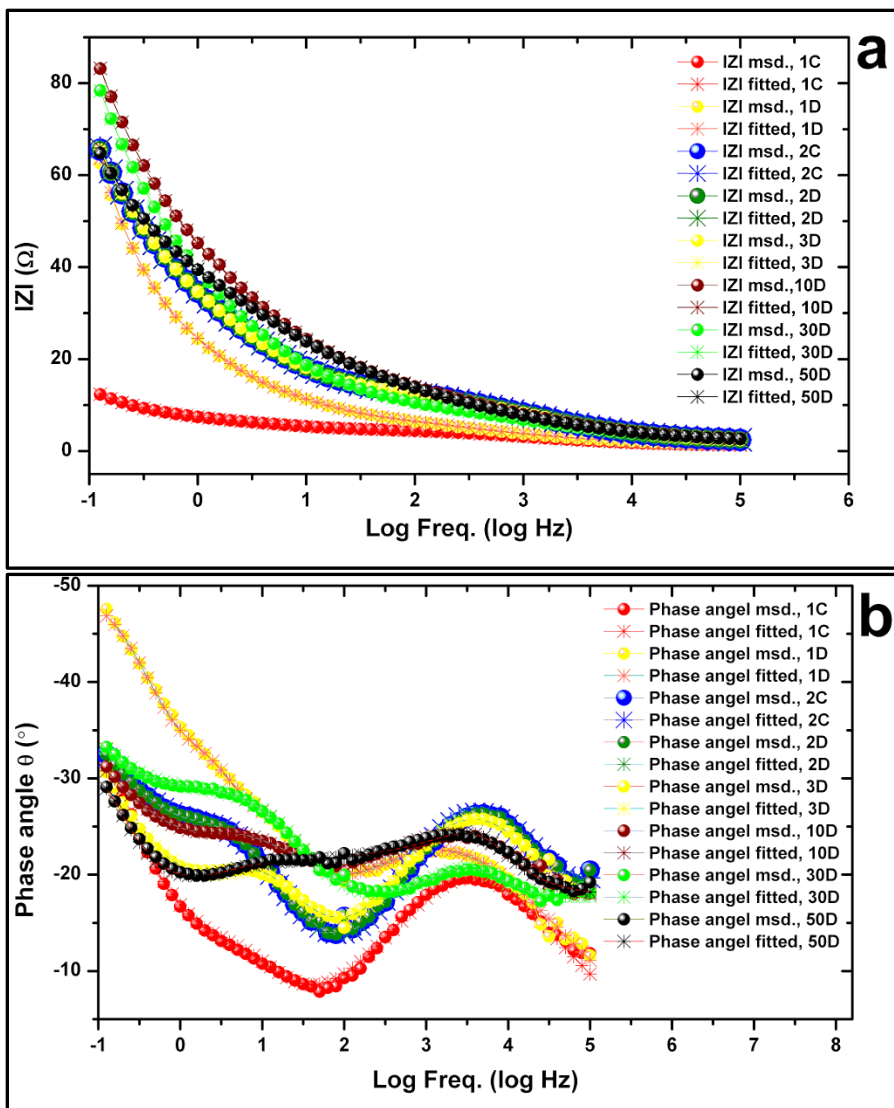 a
IZI msd., 1C
IZI fitted, 1C
IZI msd., 1D
IZI fitted, 1D
IZI msd., 2C
IZI fitted, 2C
IZI msd., 2D
IZI fitted, 2D
IZI msd., 3D
IZI fitted, 3D
IZI msd.,10D
IZI fitted, 10D
IZI msd., 30D
IZI fitted, 30D
IZI msd., 50D
IZI fitted, 50D
80
60
40
20
0
IZI (Ω)
-1 0 1 2 3 4 5 6
Log Freq. (log Hz)
b
Phase angel msd., 1C
Phase angel fitted, 1C
Phase angel msd., 1D
Phase angel fitted, 1D
Phase angel msd., 2C
Phase angel fitted, 2C
Phase angel msd., 2D
Phase angel fitted, 2D
Phase angel msd., 3D
Phase angel fitted, 3D
Phase angel msd., 10D
Phase angel fitted, 10D
Phase angel msd., 30D
Phase angel fitted, 30D
Phase angel msd., 50D
Phase angel fitted, 50D
-50
-40
-30
-20
-10
Phase angle θ (°)
-1 0 1 2 3 4 5 6 7 8
Log Freq. (log Hz)